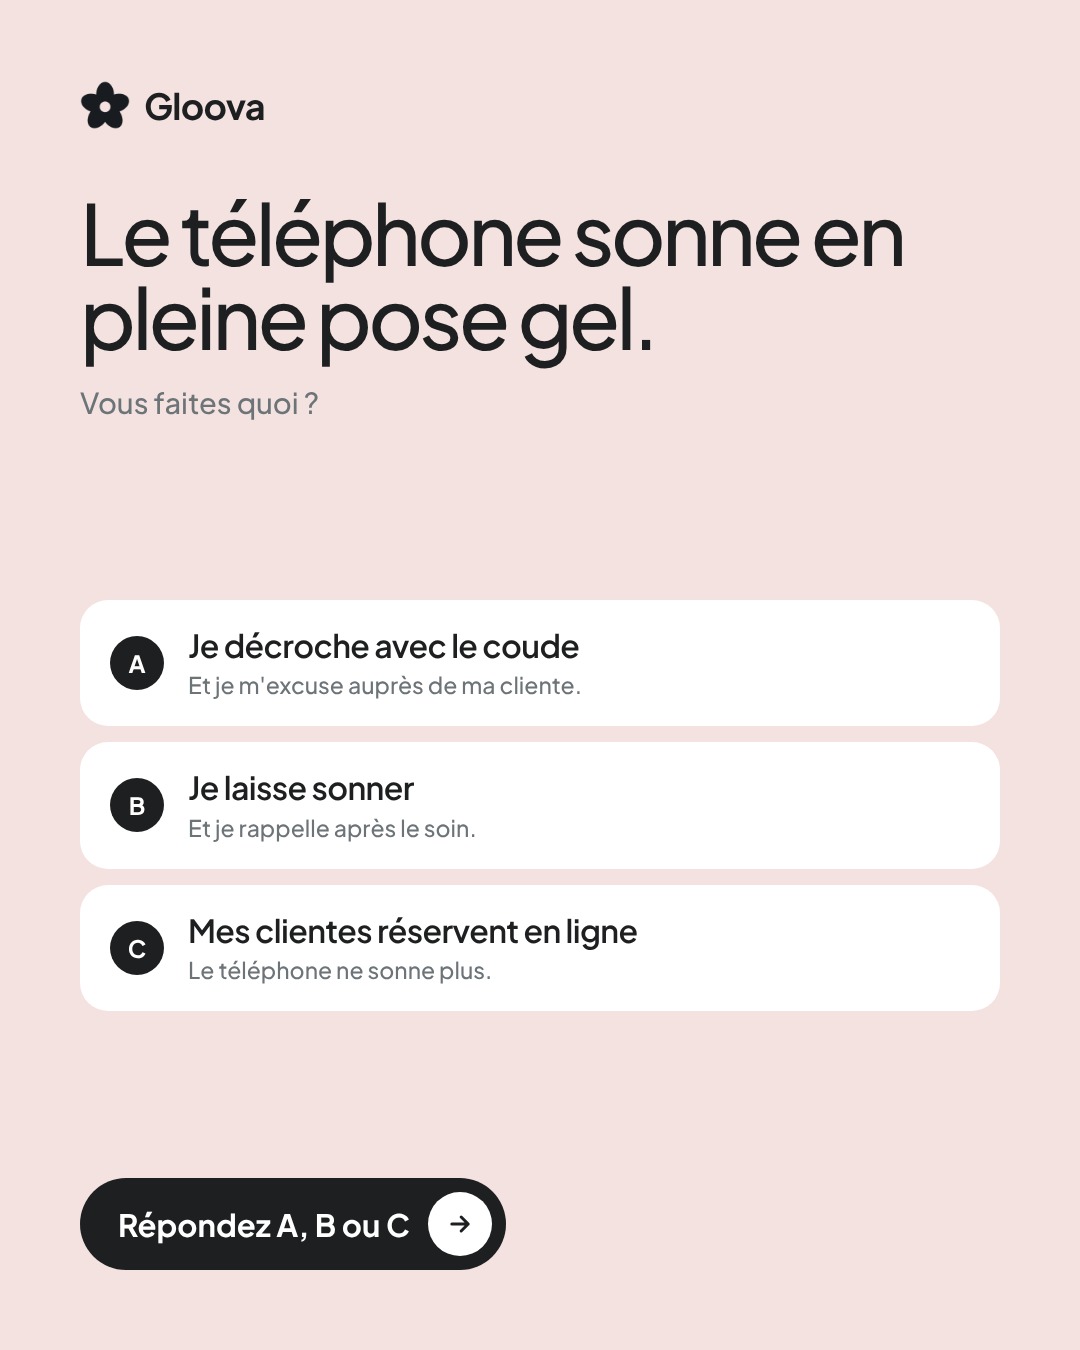 Gloova
Le téléphone sonne en
pleine pose gel.
Vous faites quoi ?
A
Je décroche avec le coude
Et je m'excuse auprès de ma cliente.
B
Je laisse sonner
Et je rappelle après le soin.
C
Mes clientes réservent en ligne
Le téléphone ne sonne plus.
Répondez A, B ou C